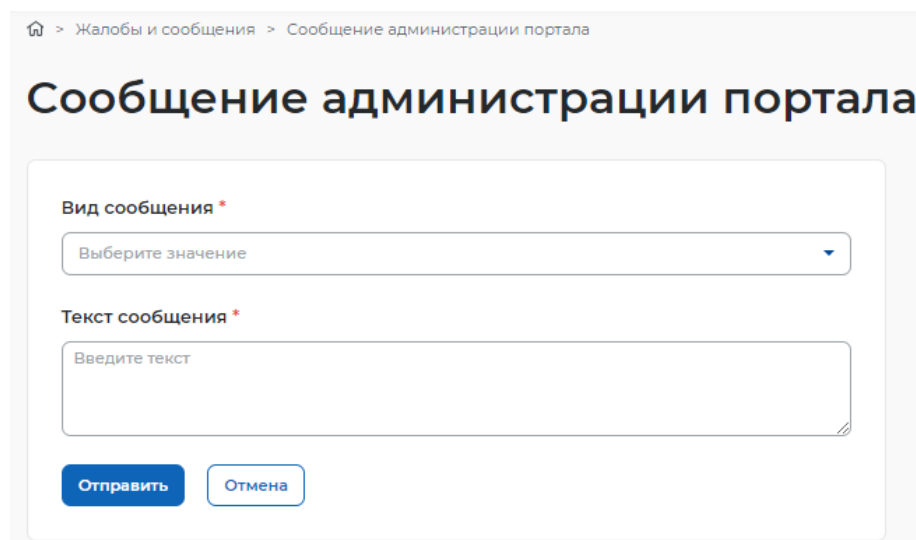 > Жалобы и сообщения > Сообщение администрации портала
Сообщение администрации портала
Вид сообщения *
Выберите значение
Текст сообщения *
Введите текст
Отправить Отмена